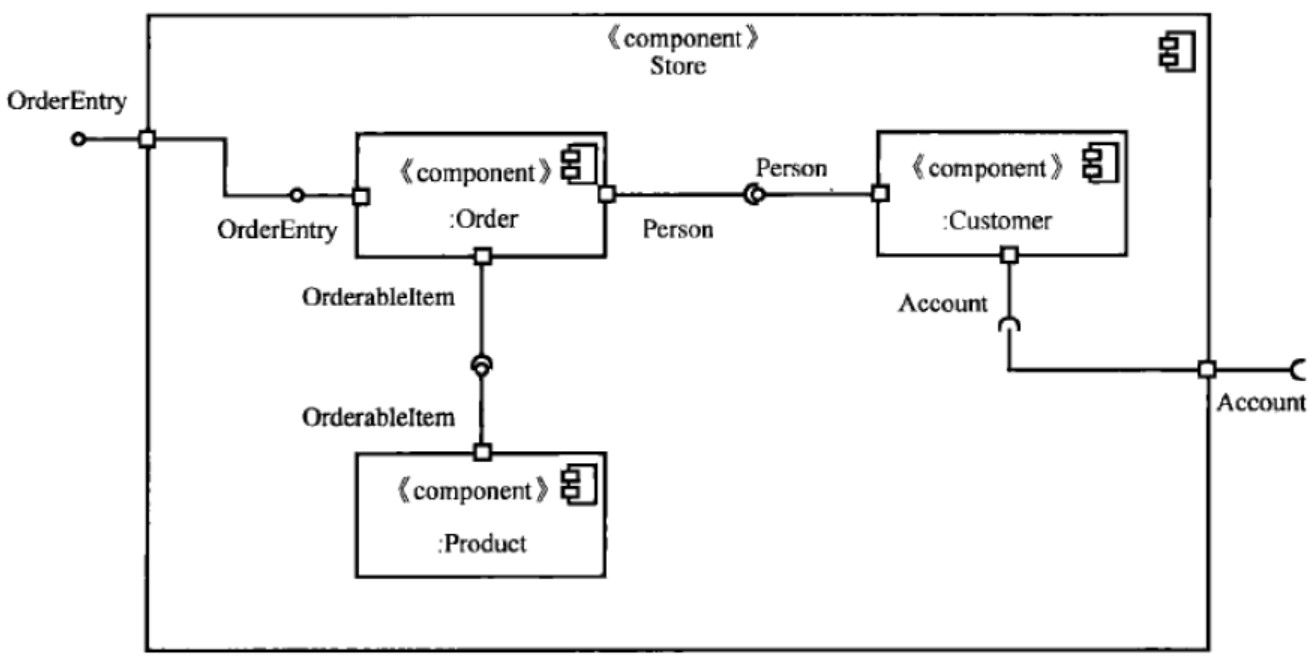 《component》
Store
OrderEntry
《component》
:Order
Person
《component》
:Customer
OrderEntry
Person
OrderableItem
Account
OrderableItem
Account
《component》
:Product